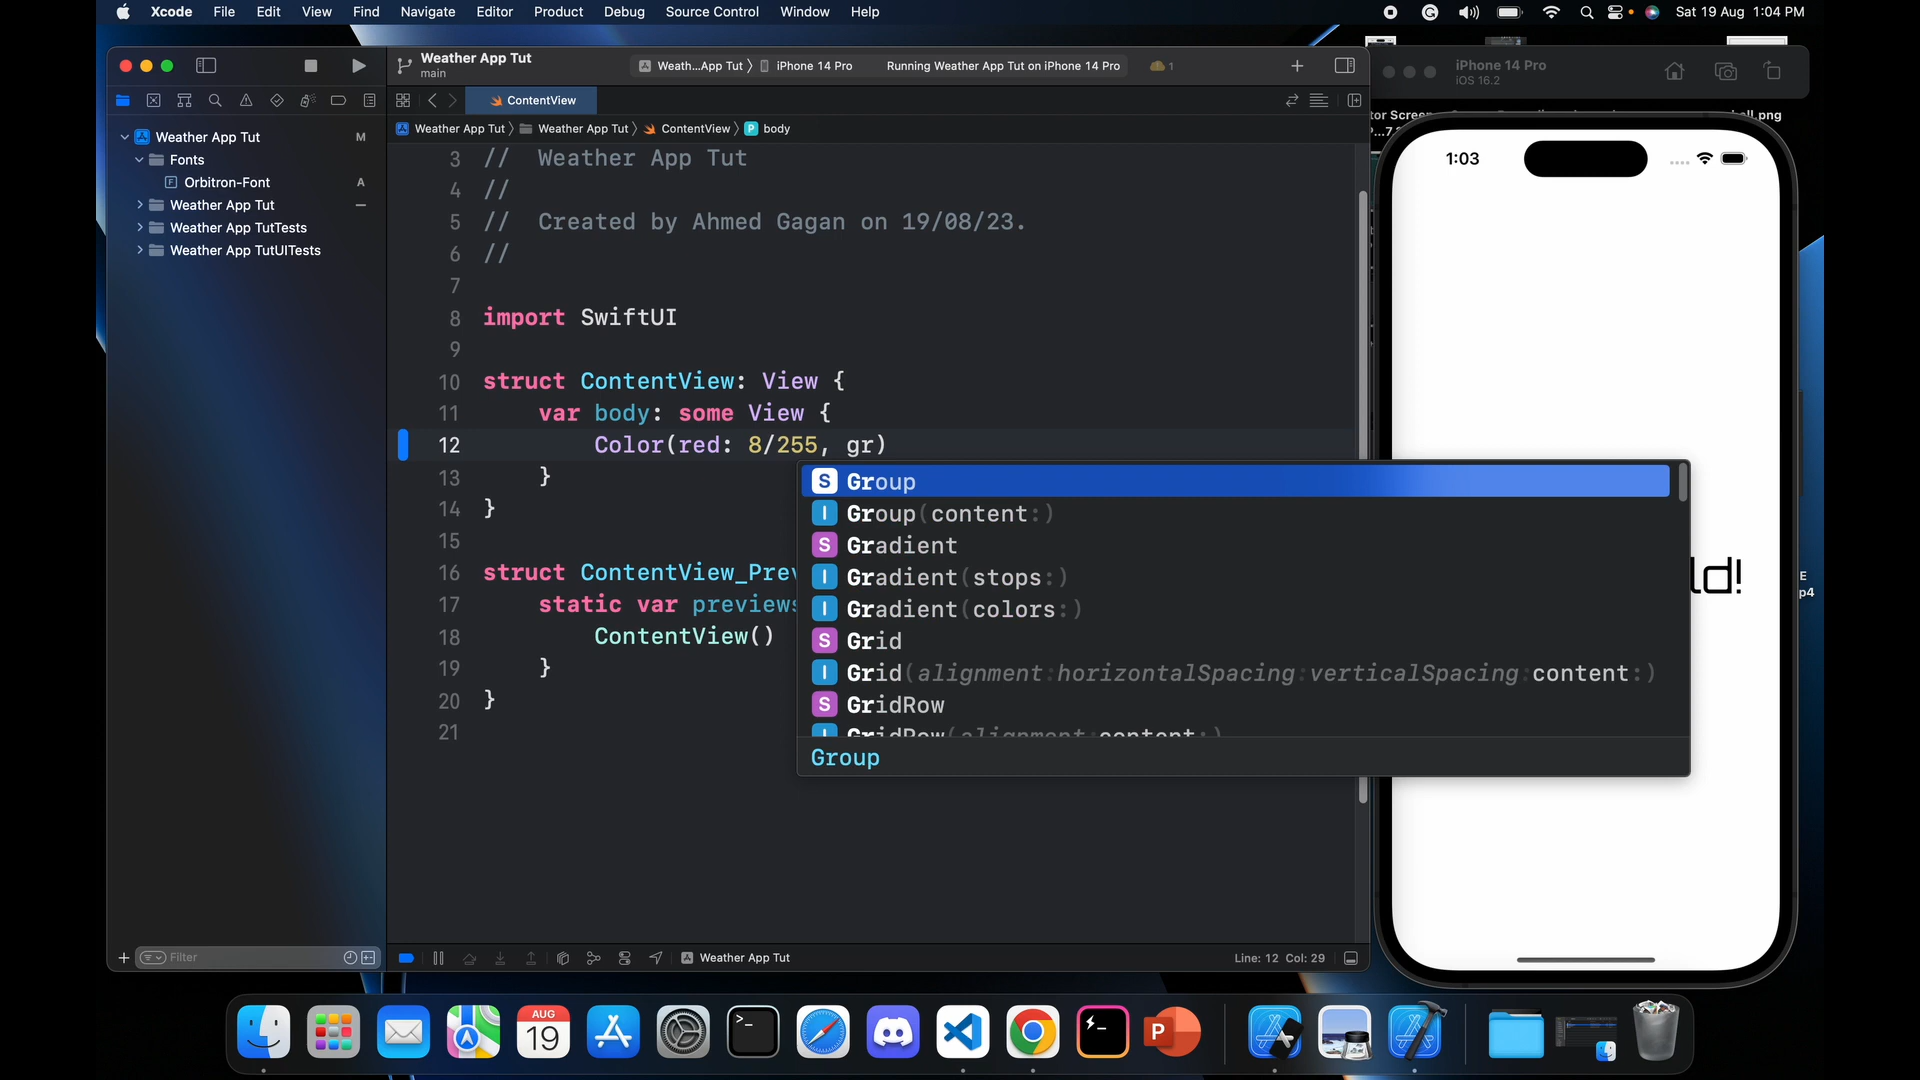 Xcode File Edit View Find Navigate Editor Product Debug Source Control Window Help
Sat 19 Aug 1:04 PM
Weather App Tut
main
Weath...App Tut 〉 iPhone 14 Pro
Running Weather App Tut on iPhone 14 Pro
1
iPhone 14 Pro
iOS 16.2
ContentView
Weather App Tut 〉 Weather App Tut 〉 ContentView 〉 P body
Weather App Tut M
Fonts
Orbitron-Font A
Weather App Tut
Weather App TutTests
Weather App TutUITests
3 // Weather App Tut
4 //
5 // Created by Ahmed Gagan on 19/08/23.
6 //
7
8 import SwiftUI
9
10 struct ContentView: View {
11 var body: some View {
12 Color(red: 8/255, gr)
13 }
14 }
15
16 struct ContentView_Prev
17 static var previews
18 ContentView()
19 }
20 }
21
S Group
I Group(content:)
S Gradient
I Gradient(stops:)
I Gradient(colors:)
S Grid
I Grid(alignment:horizontalSpacing:verticalSpacing:content:)
S GridRow
I GridRow(alignment:content:)
Group
1:03
ld!
E
p4
Filter
Weather App Tut
Line: 12 Col: 29
AUG
19
P